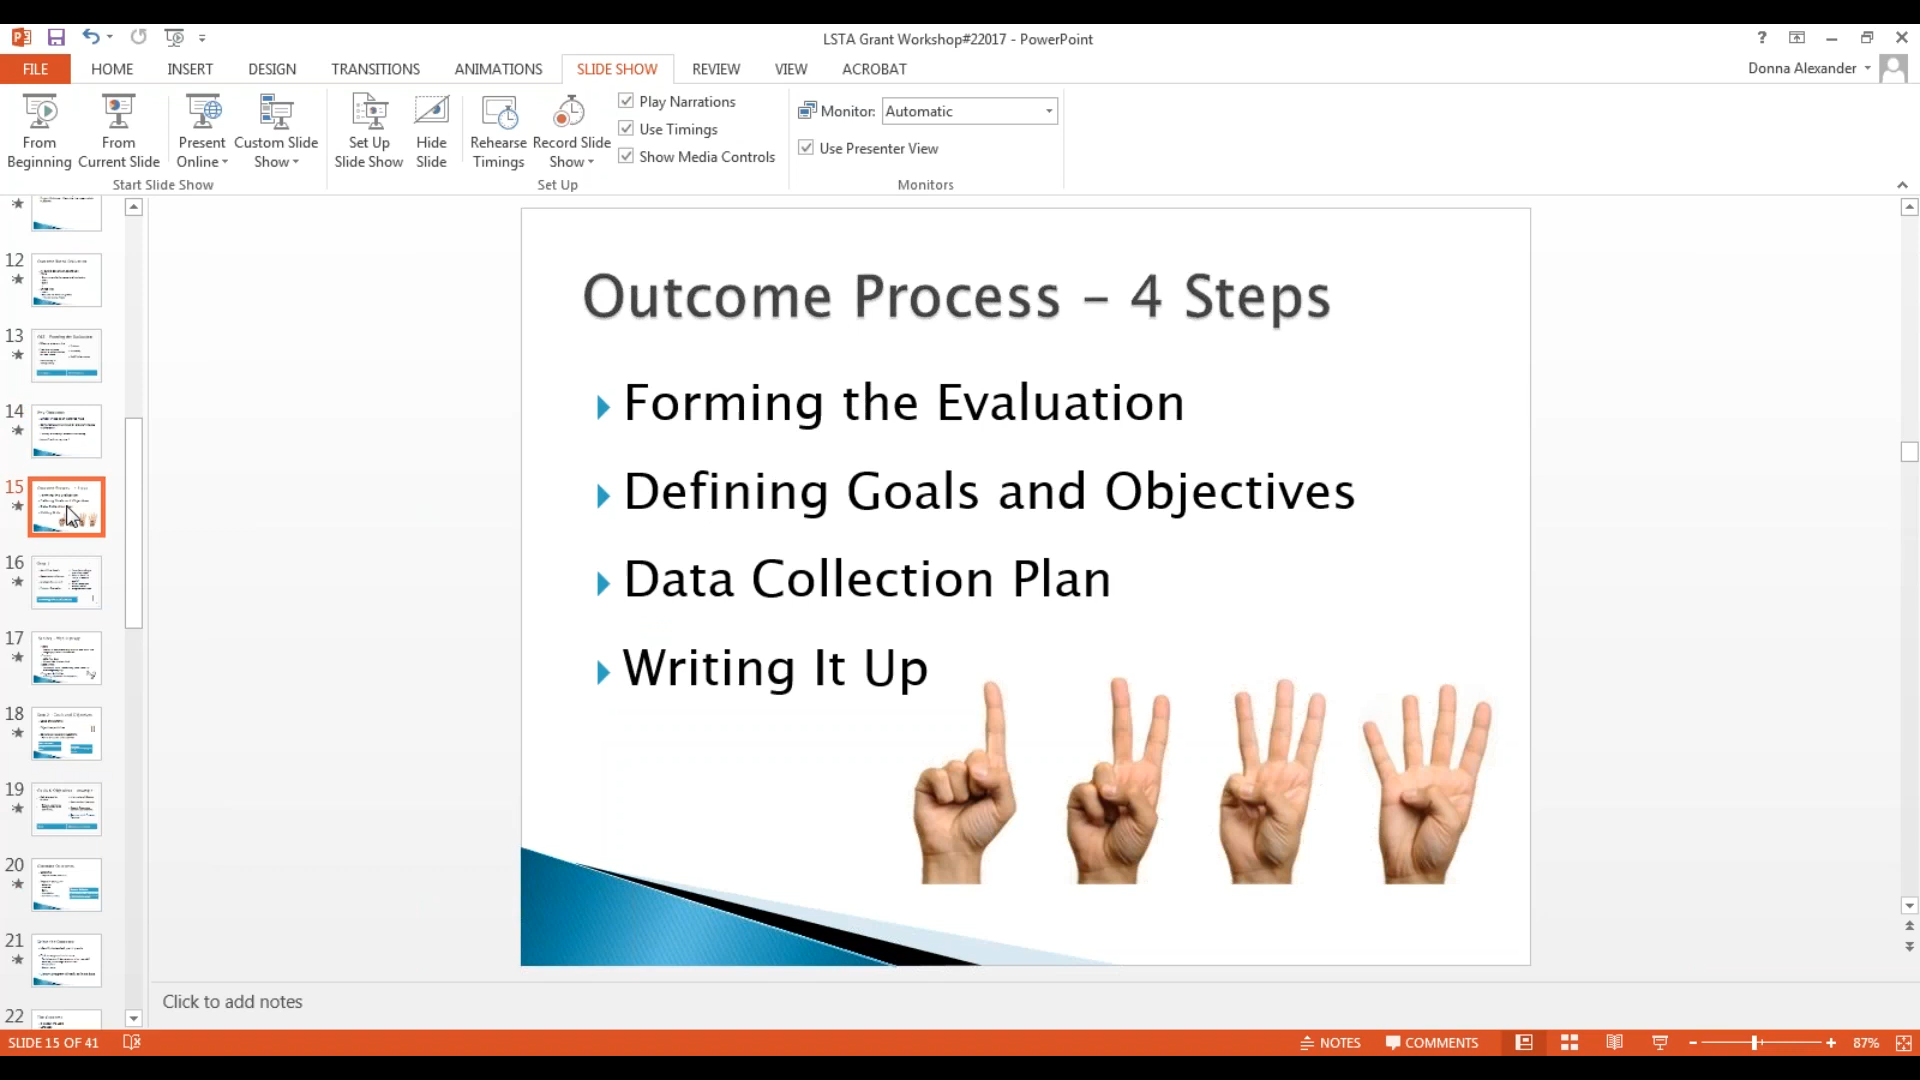 LSTA Grant Workshop#22017 - PowerPoint
?
FILE HOME INSERT DESIGN TRANSITIONS ANIMATIONS SLIDE SHOW REVIEW VIEW ACROBAT
Donna Alexander
From Beginning
From Current Slide
Present Online
Custom Slide Show
Start Slide Show
Set Up Slide Show
Hide Slide
Rehearse Timings
Record Slide Show
Play Narrations
Use Timings
Show Media Controls
Set Up
Monitor: Automatic
Use Presenter View
Monitors
12
13
14
15
16
17
18
19
20
21
22
Outcome Process – 4 Steps
Forming the Evaluation
Defining Goals and Objectives
Data Collection Plan
Writing It Up
Click to add notes
SLIDE 15 OF 41
NOTES COMMENTS 87%